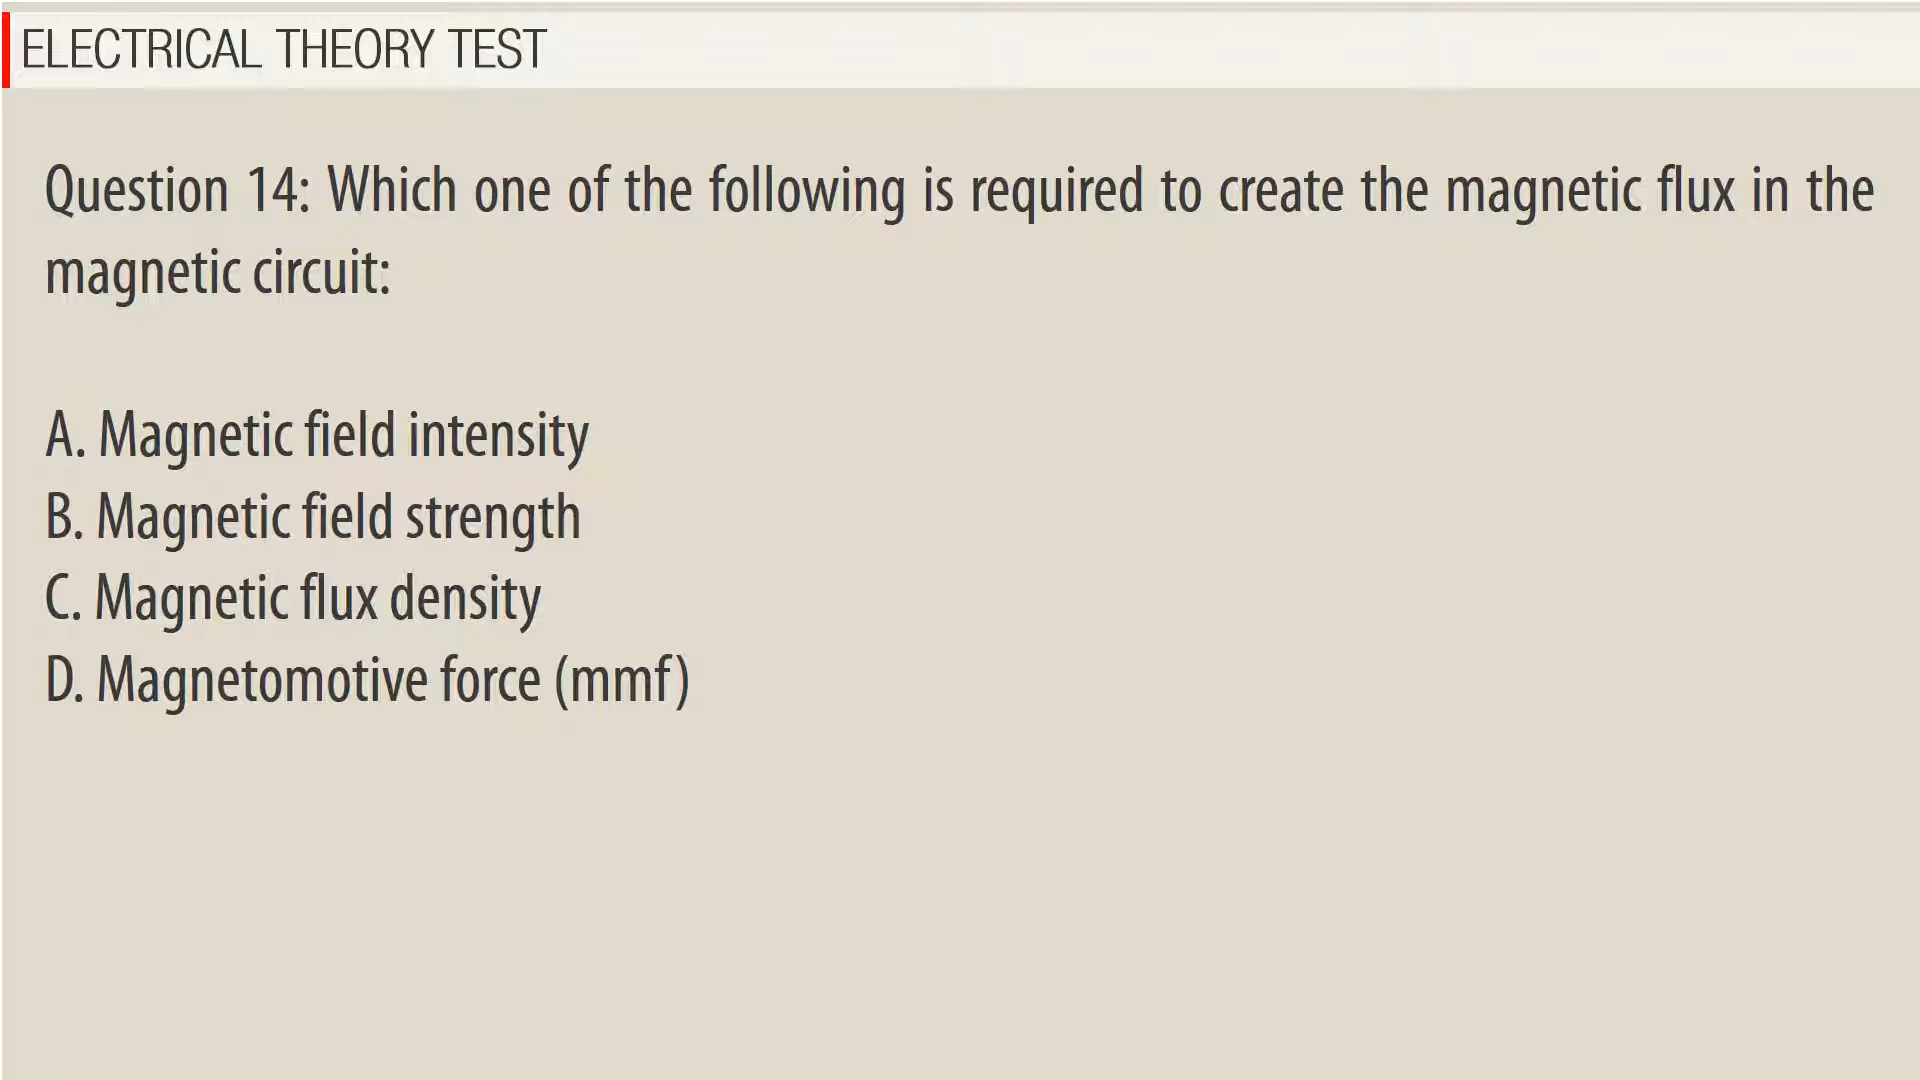 ELECTRICAL THEORY TEST
Question 14: Which one of the following is required to create the magnetic flux in the
magnetic circuit:
A. Magnetic field intensity
B. Magnetic field strength
C. Magnetic flux density
D. Magnetomotive force (mmf)